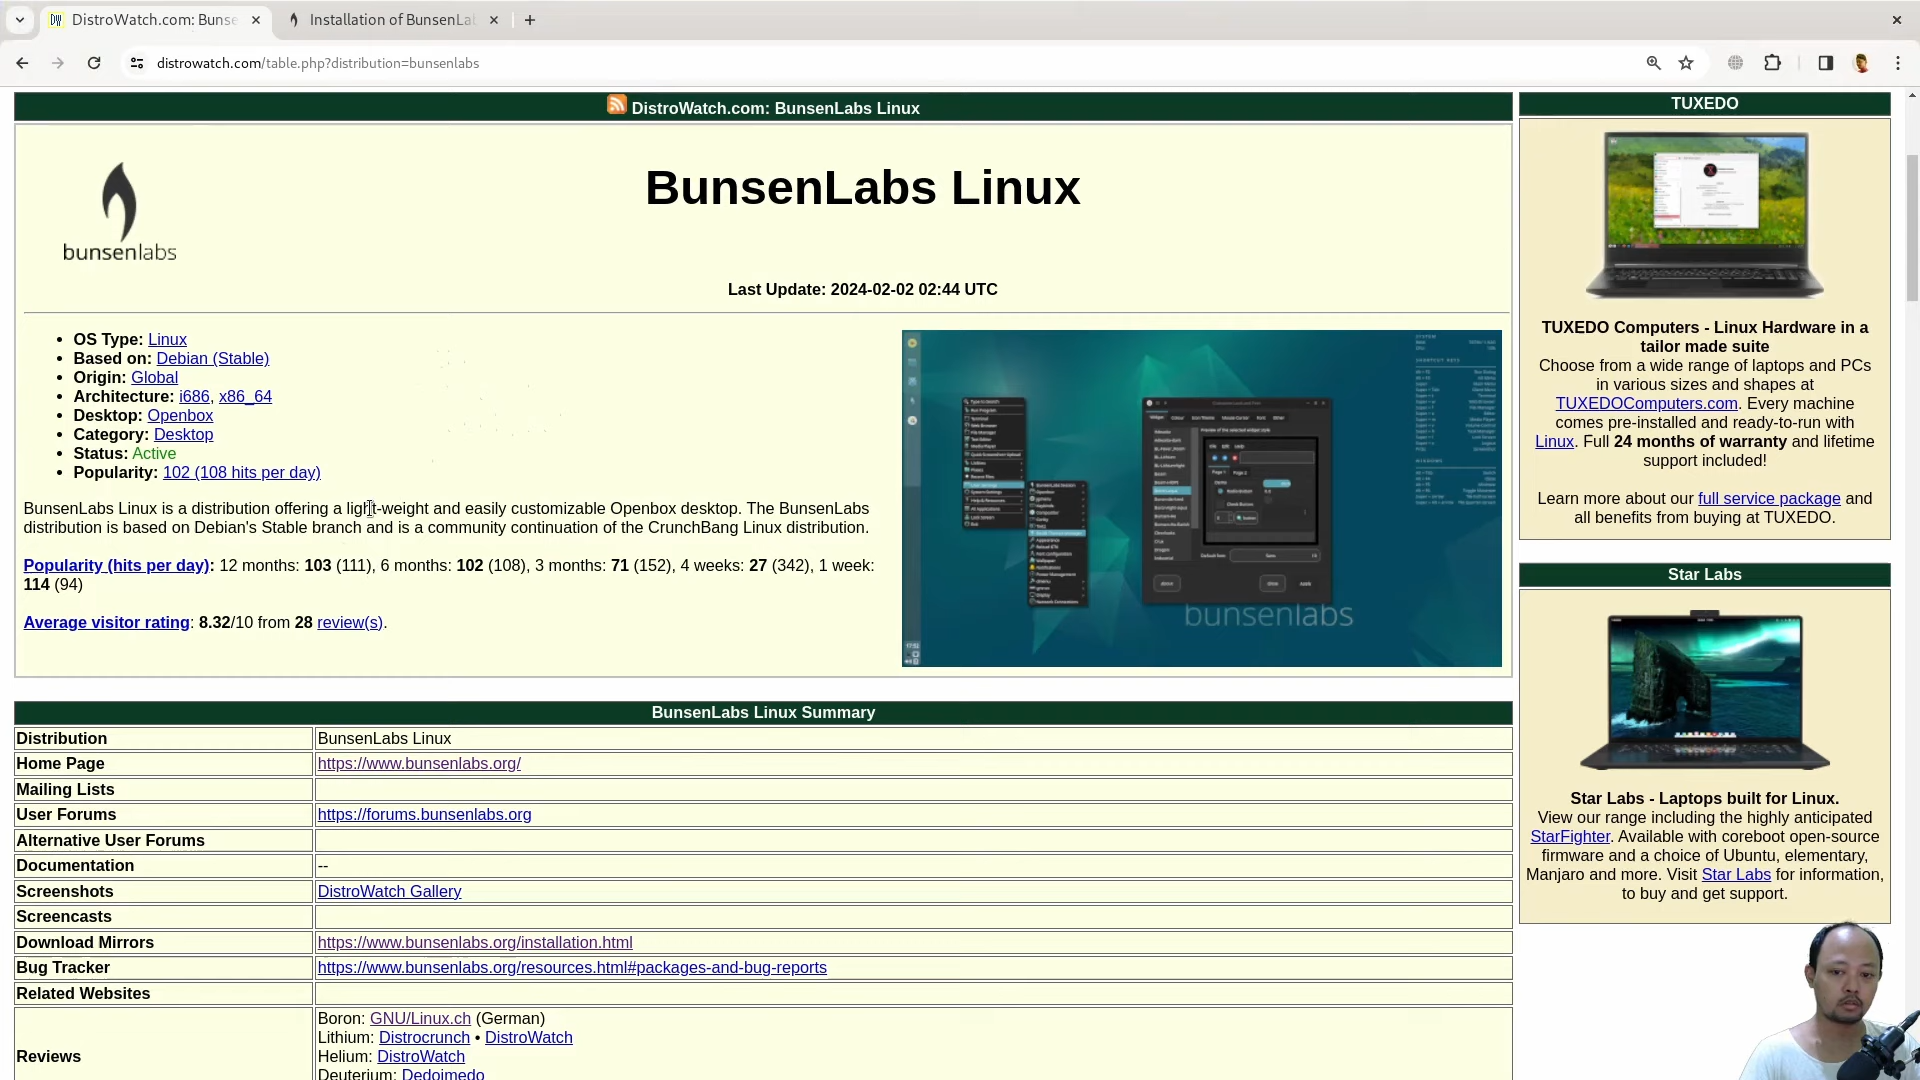 DistroWatch.com: Bunse
Installation of BunsenLa
distrowatch.com/table.php?distribution=bunsenlabs
DistroWatch.com: BunsenLabs Linux
bunsenlabs
BunsenLabs Linux
Last Update: 2024-02-02 02:44 UTC
• OS Type: Linux
• Based on: Debian (Stable)
• Origin: Global
• Architecture: i686, x86_64
• Desktop: Openbox
• Category: Desktop
• Status: Active
• Popularity: 102 (108 hits per day)
BunsenLabs Linux is a distribution offering a light-weight and easily customizable Openbox desktop. The BunsenLabs
distribution is based on Debian's Stable branch and is a community continuation of the CrunchBang Linux distribution.
Popularity (hits per day): 12 months: 103 (111), 6 months: 102 (108), 3 months: 71 (152), 4 weeks: 27 (342), 1 week:
114 (94)
Average visitor rating: 8.32/10 from 28 review(s).
bunsenlabs
BunsenLabs Linux Summary
Distribution BunsenLabs Linux
Home Page https://www.bunsenlabs.org/
Mailing Lists
User Forums https://forums.bunsenlabs.org
Alternative User Forums
Documentation --
Screenshots DistroWatch Gallery
Screencasts
Download Mirrors https://www.bunsenlabs.org/installation.html
Bug Tracker https://www.bunsenlabs.org/resources.html#packages-and-bug-reports
Related Websites
Reviews
Boron: GNU/Linux.ch (German)
Lithium: Distrocrunch • DistroWatch
Helium: DistroWatch
Deuterium: Dedoimedo
TUXEDO
TUXEDO Computers - Linux Hardware in a
tailor made suite
Choose from a wide range of laptops and PCs
in various sizes and shapes at
TUXEDOComputers.com. Every machine
comes pre-installed and ready-to-run with
Linux. Full 24 months of warranty and lifetime
support included!
Learn more about our full service package and
all benefits from buying at TUXEDO.
Star Labs
Star Labs - Laptops built for Linux.
View our range including the highly anticipated
StarFighter. Available with coreboot open-source
firmware and a choice of Ubuntu, elementary,
Manjaro and more. Visit Star Labs for information,
to buy and get support.